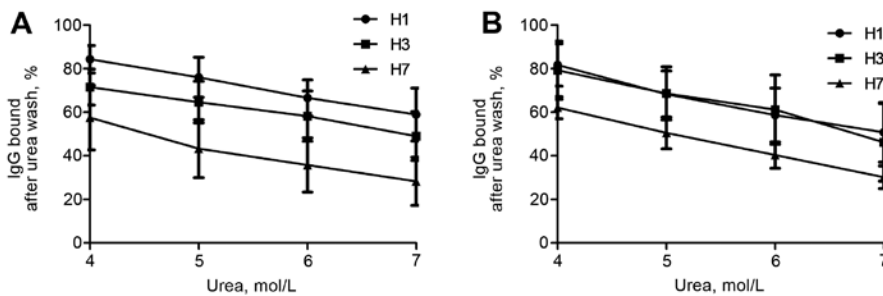 A
H1
H3
H7
100
80
60
40
20
0
4
5
6
7
IgG bound
after urea wash, %
Urea, mol/L
B
H1
H3
H7
100
80
60
40
20
0
4
5
6
7
IgG bound
after urea wash, %
Urea, mol/L